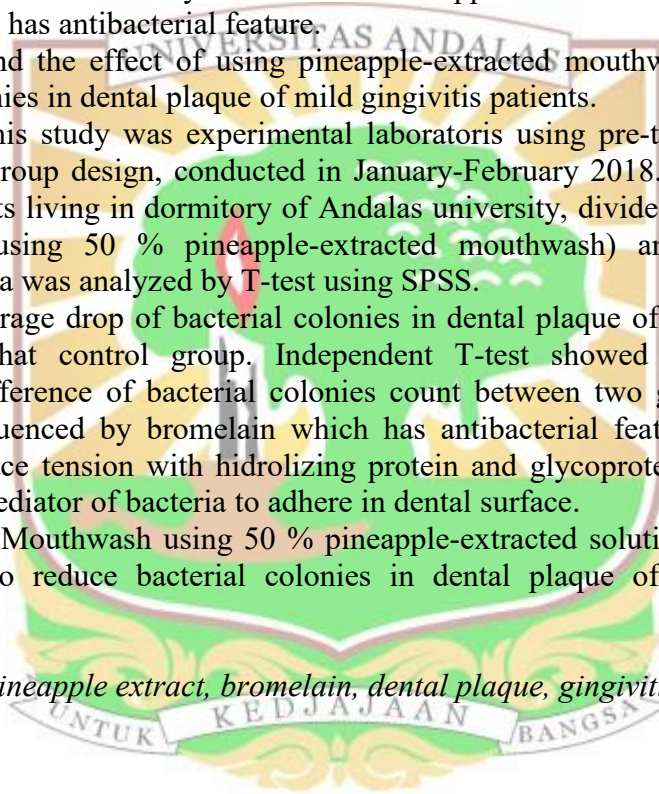 has antibacterial feature.
UNIVERSITAS ANDALAS
nd the effect of using pineapple-extracted mouthw
nies in dental plaque of mild gingivitis patients.
his study was experimental laboratoris using pre-t
group design, conducted in January-February 2018.
ts living in dormitory of Andalas university, divide
using 50 % pineapple-extracted mouthwash) an
a was analyzed by T-test using SPSS.
rage drop of bacterial colonies in dental plaque of
hat control group. Independent T-test showed
ference of bacterial colonies count between two g
uenced by bromelain which has antibacterial feat
ce tension with hidrolizing protein and glycoprote
ediator of bacteria to adhere in dental surface.
Mouthwash using 50 % pineapple-extracted soluti
o reduce bacterial colonies in dental plaque of
ineapple extract, bromelain, dental plaque, gingiviti
UNTUK KEDJAJAAN BANGSA